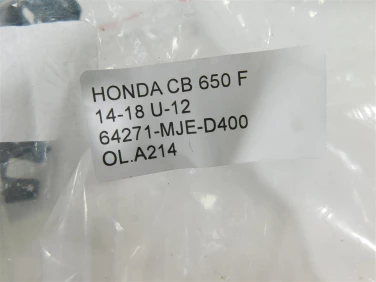 HONDA CB 650 F
14-18 U-12
64271-MJE-D400
OL.A214